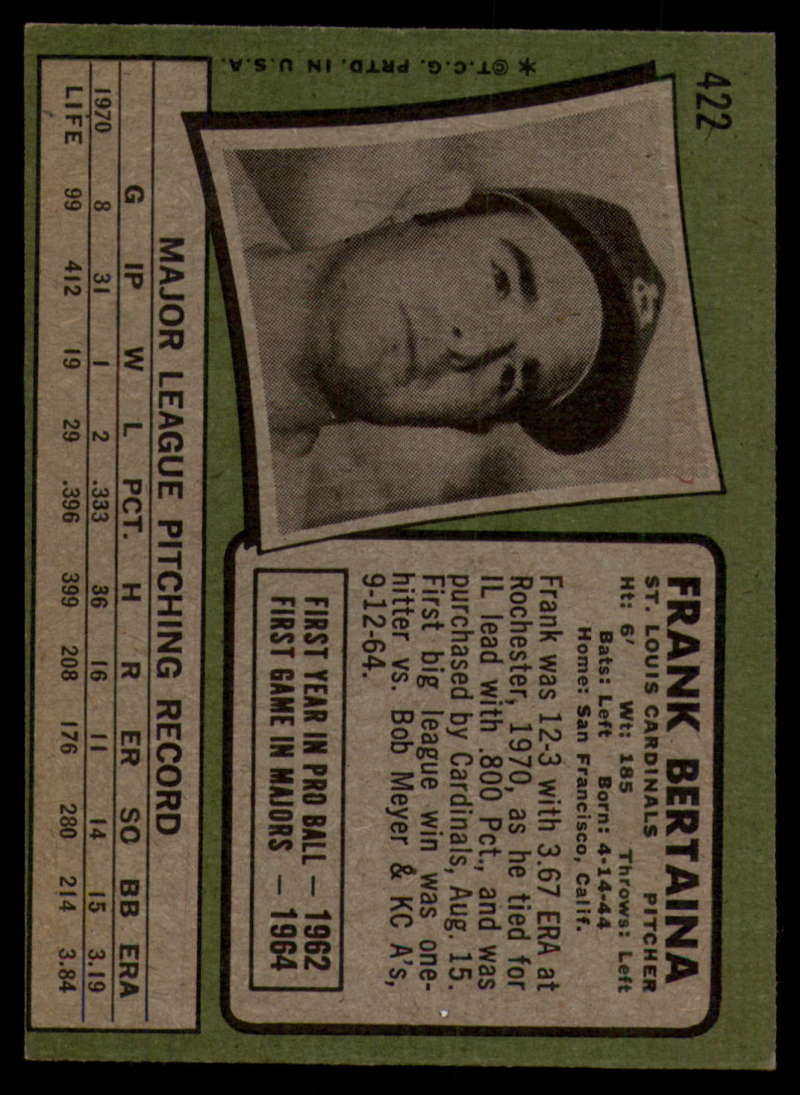 422
* ©T.C.G. PRTD. IN U.S.A.
FRANK BERTAINA
ST. LOUIS CARDINALS PITCHER
Ht: 6' Wt: 185 Throws: Left
Bats: Left Born: 4-14-44
Home: San Francisco, Calif.
Frank was 12-3 with 3.67 ERA at
Rochester, 1970, as he tied for
IL lead with .800 Pct., and was
purchased by Cardinals, Aug. 15.
First big league win was one-
hitter vs. Bob Meyer & KC A's,
9-12-64.
FIRST YEAR IN PRO BALL — 1962
FIRST GAME IN MAJORS — 1964
MAJOR LEAGUE PITCHING RECORD
G IP W L PCT. H R ER SO BB ERA
1970 8 31 1 2 .333 36 16 11 14 15 3.19
LIFE 99 412 19 29 .396 399 208 176 280 214 3.84